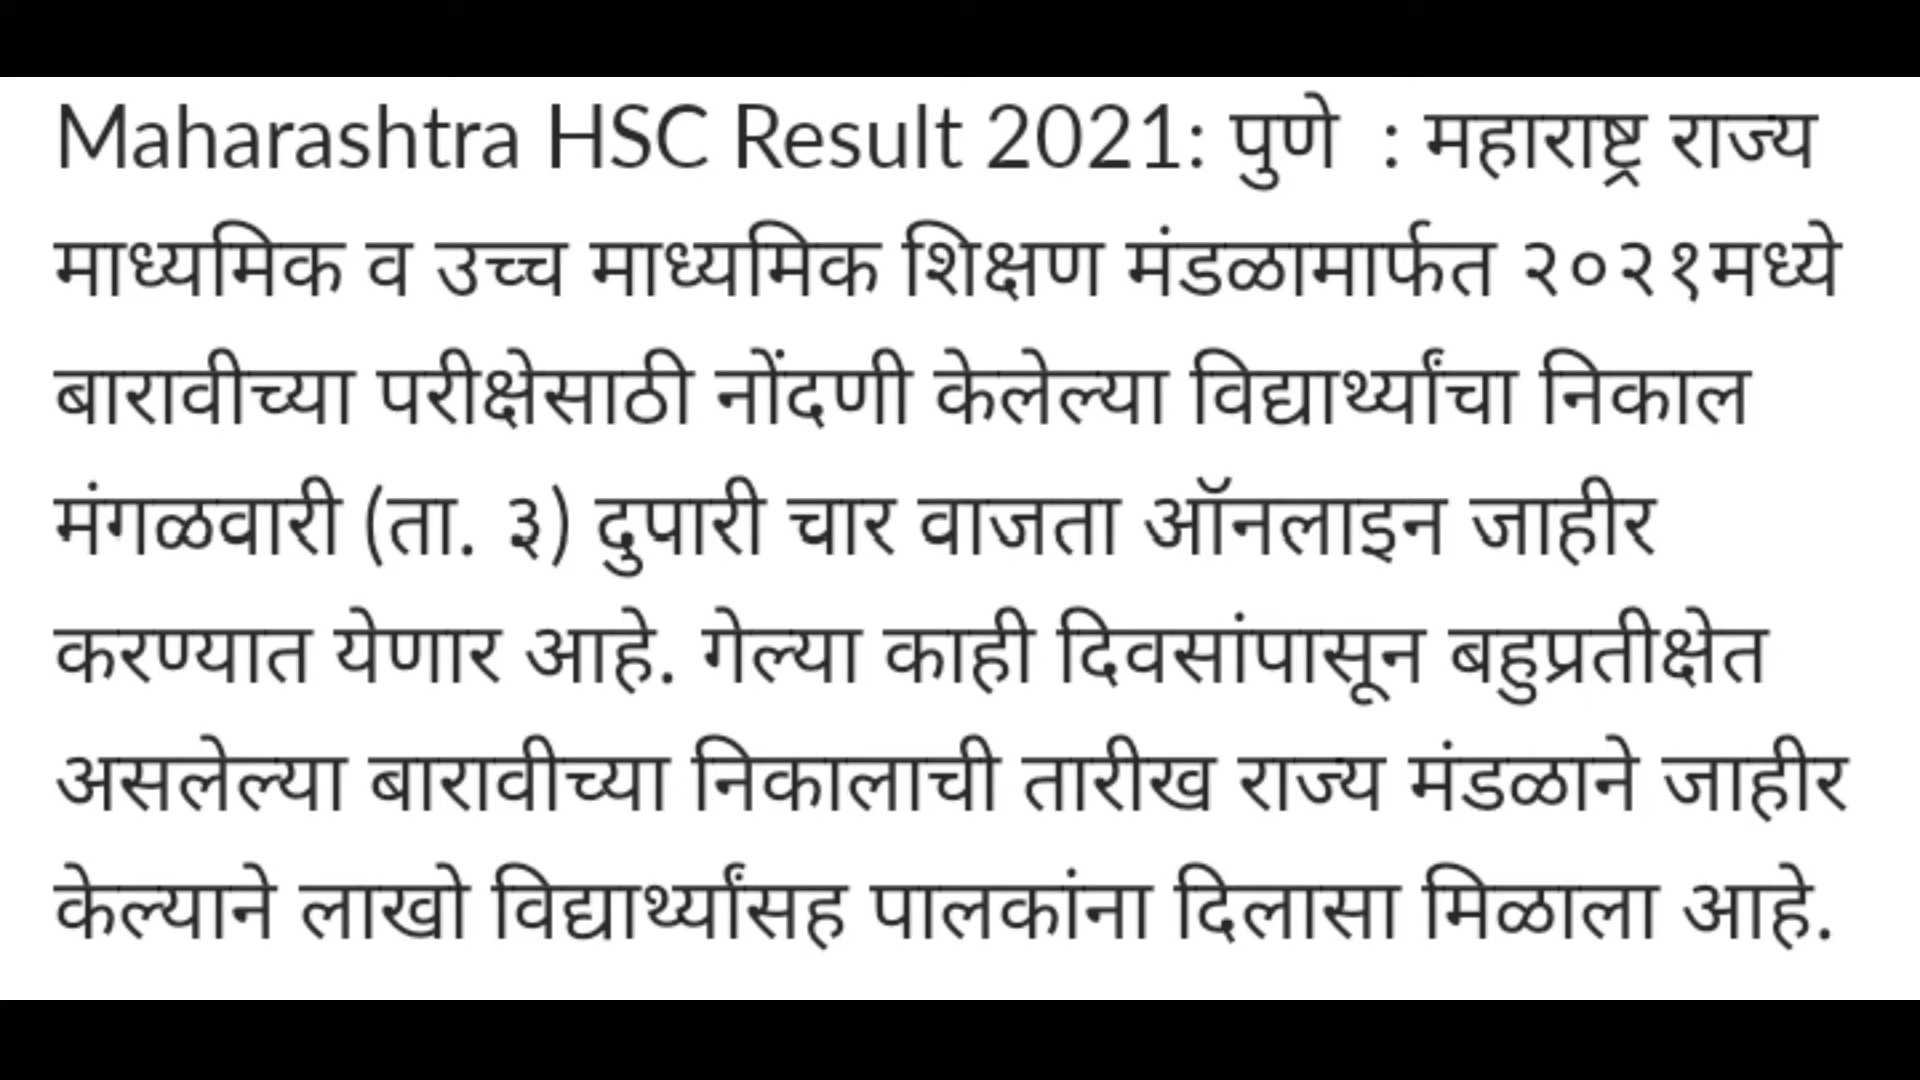 Maharashtra HSC Result 2021: पुणे : महाराष्ट्र राज्य
माध्यमिक व उच्च माध्यमिक शिक्षण मंडळामार्फत २०२१मध्ये
बारावीच्या परीक्षेसाठी नोंदणी केलेल्या विद्यार्थ्यांचा निकाल
मंगळवारी (ता. ३) दुपारी चार वाजता ऑनलाइन जाहीर
करण्यात येणार आहे. गेल्या काही दिवसांपासून बहुप्रतीक्षेत
असलेल्या बारावीच्या निकालाची तारीख राज्य मंडळाने जाहीर
केल्याने लाखो विद्यार्थ्यांसह पालकांना दिलासा मिळाला आहे.